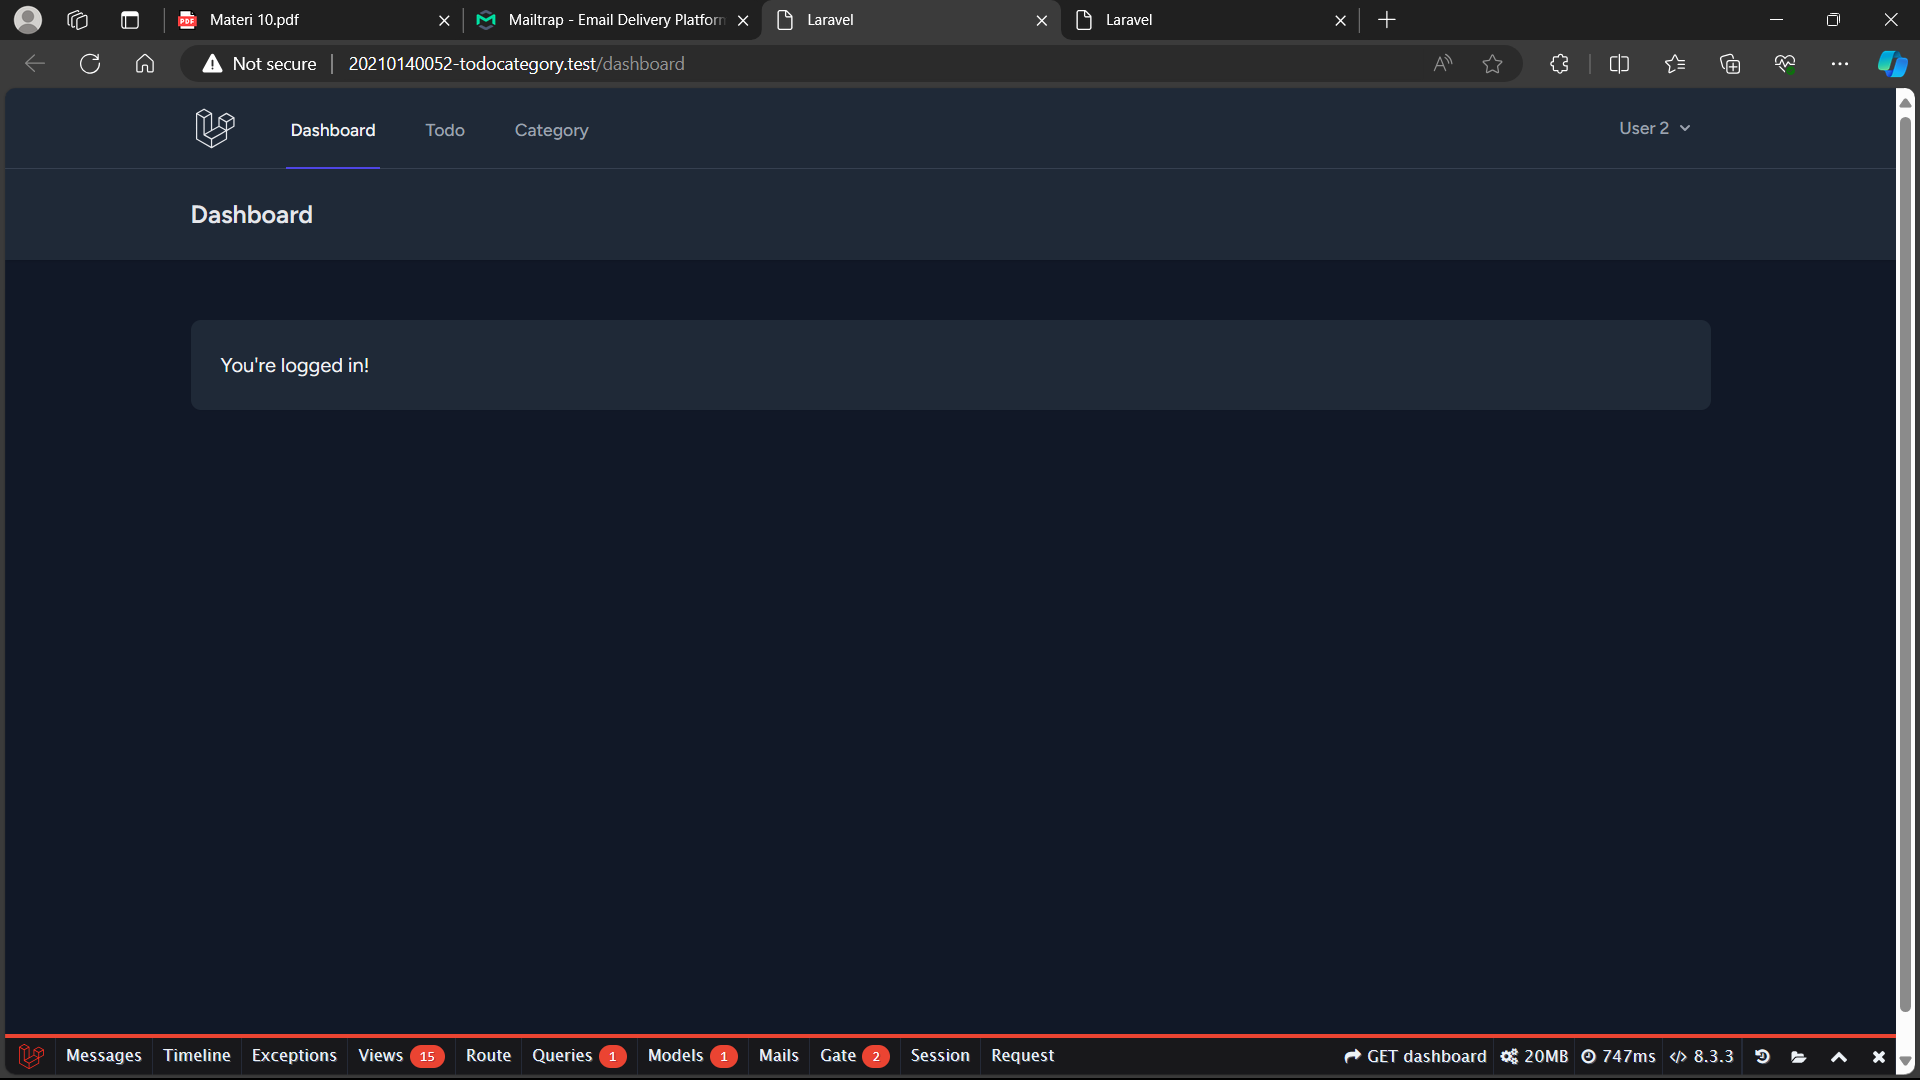 Materi 10.pdf
Mailtrap - Email Delivery Platform
Laravel
Laravel
Not secure
20210140052-todocategory.test/dashboard
Dashboard
Todo
Category
User 2
Dashboard
You're logged in!
Messages
Timeline
Exceptions
Views 15
Route
Queries 1
Models 1
Mails
Gate 2
Session
Request
GET dashboard
20MB
747ms
8.3.3